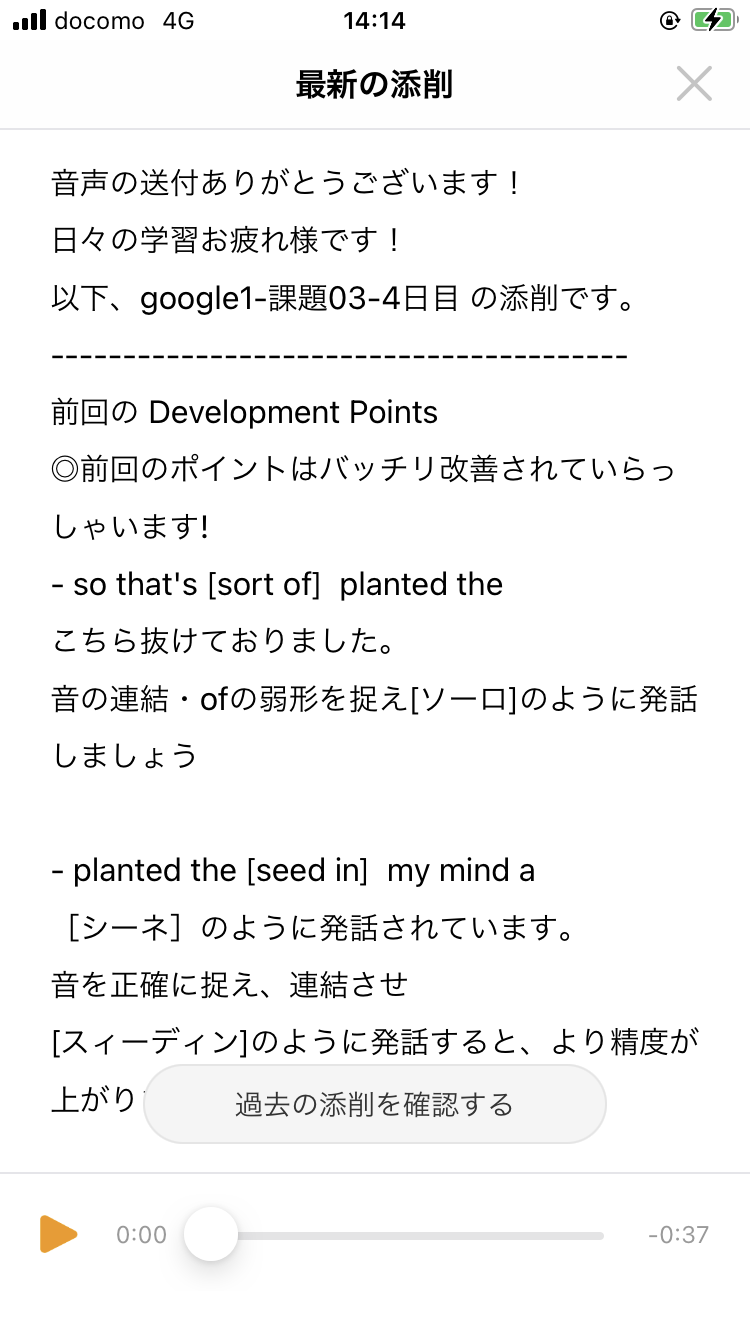 docomo 4G 14:14
最新の添削
音声の送付ありがとうございます！
日々の学習お疲れ様です！
以下、google1-課題03-4日目 の添削です。
----------------------------------------
前回の Development Points
◎前回のポイントはバッチリ改善されていらっ
しゃいます!
- so that's [sort of]  planted the
こちら抜けておりました。
音の連結・ofの弱形を捉え[ソーロ]のように発話
しましょう
- planted the [seed in]  my mind a
［シーネ］のように発話されています。
音を正確に捉え、連結させ
[スィーディン]のように発話すると、より精度が
上がり
過去の添削を確認する
0:00 -0:37